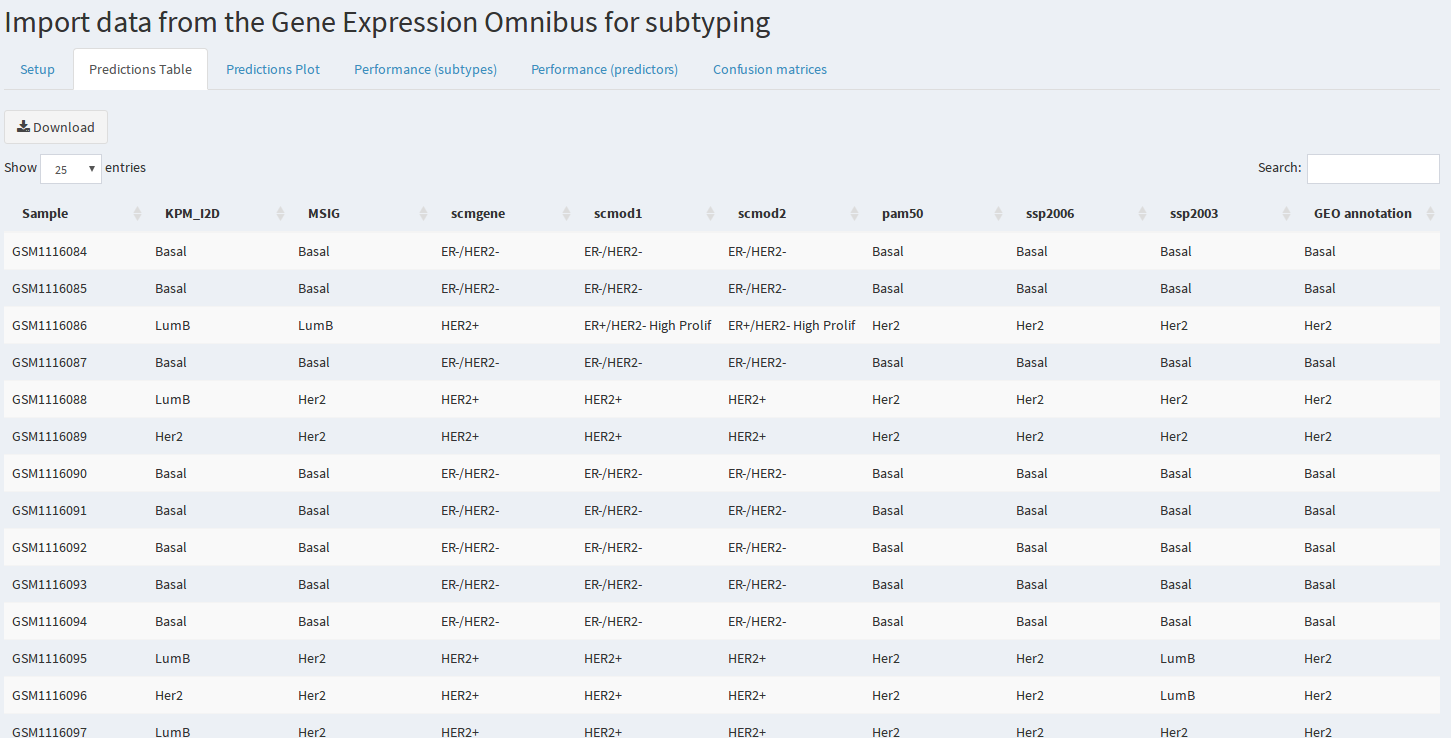 Import data from the Gene Expression Omnibus for subtyping
Setup Predictions Table Predictions Plot Performance (subtypes) Performance (predictors) Confusion matrices
Download
Show 25 entries Search:
Sample KPM_I2D MSIG scmgene scmod1 scmod2 pam50 ssp2006 ssp2003 GEO annotation
GSM1116084 Basal Basal ER-/HER2- ER-/HER2- ER-/HER2- Basal Basal Basal Basal
GSM1116085 Basal Basal ER-/HER2- ER-/HER2- ER-/HER2- Basal Basal Basal Basal
GSM1116086 LumB LumB HER2+ ER+/HER2- High Prolif ER+/HER2- High Prolif Her2 Her2 Her2 Her2
GSM1116087 Basal Basal ER-/HER2- ER-/HER2- ER-/HER2- Basal Basal Basal Basal
GSM1116088 LumB Her2 HER2+ HER2+ HER2+ Her2 Her2 Her2 Her2
GSM1116089 Her2 Her2 HER2+ HER2+ HER2+ Her2 Her2 Her2 Her2
GSM1116090 Basal Basal ER-/HER2- ER-/HER2- ER-/HER2- Basal Basal Basal Basal
GSM1116091 Basal Basal ER-/HER2- ER-/HER2- ER-/HER2- Basal Basal Basal Basal
GSM1116092 Basal Basal ER-/HER2- ER-/HER2- ER-/HER2- Basal Basal Basal Basal
GSM1116093 Basal Basal ER-/HER2- ER-/HER2- ER-/HER2- Basal Basal Basal Basal
GSM1116094 Basal Basal ER-/HER2- ER-/HER2- ER-/HER2- Basal Basal Basal Basal
GSM1116095 LumB Her2 HER2+ HER2+ HER2+ Her2 Her2 LumB Her2
GSM1116096 Her2 Her2 HER2+ HER2+ HER2+ Her2 Her2 LumB Her2
GSM1116097 LumB Her2 HER2+ HER2+ HER2+ Her2 Her2 Her2 Her2